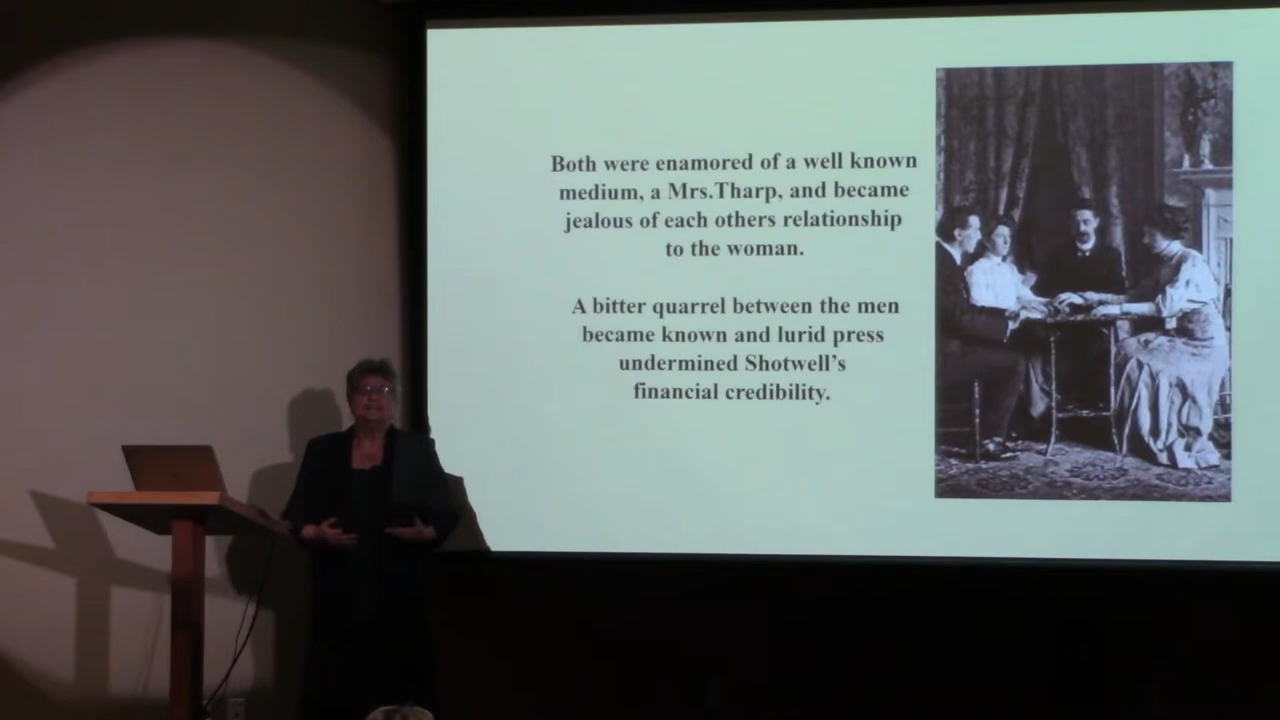 Both were enamored of a well known
medium, a Mrs.Tharp, and became
jealous of each others relationship
to the woman.
A bitter quarrel between the men
became known and lurid press
undermined Shotwell’s
financial credibility.